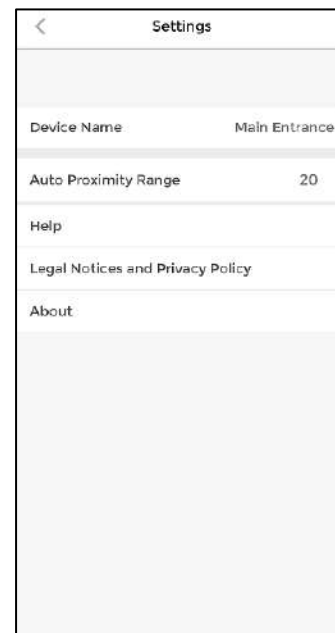 Settings
Device Name Main Entrance
Auto Proximity Range 20
Help
Legal Notices and Privacy Policy
About